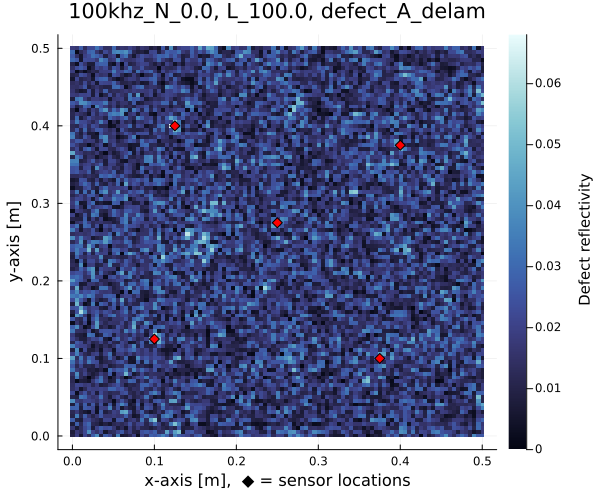 100khz_N_0.0, L_100.0, defect_A_delam
0.5
0.4
0.3
0.2
0.1
0.0
y-axis [m]
0.0 0.1 0.2 0.3 0.4 0.5
x-axis [m], ◆ = sensor locations
0.06
0.05
0.04
0.03
0.02
0.01
0
Defect reflectivity